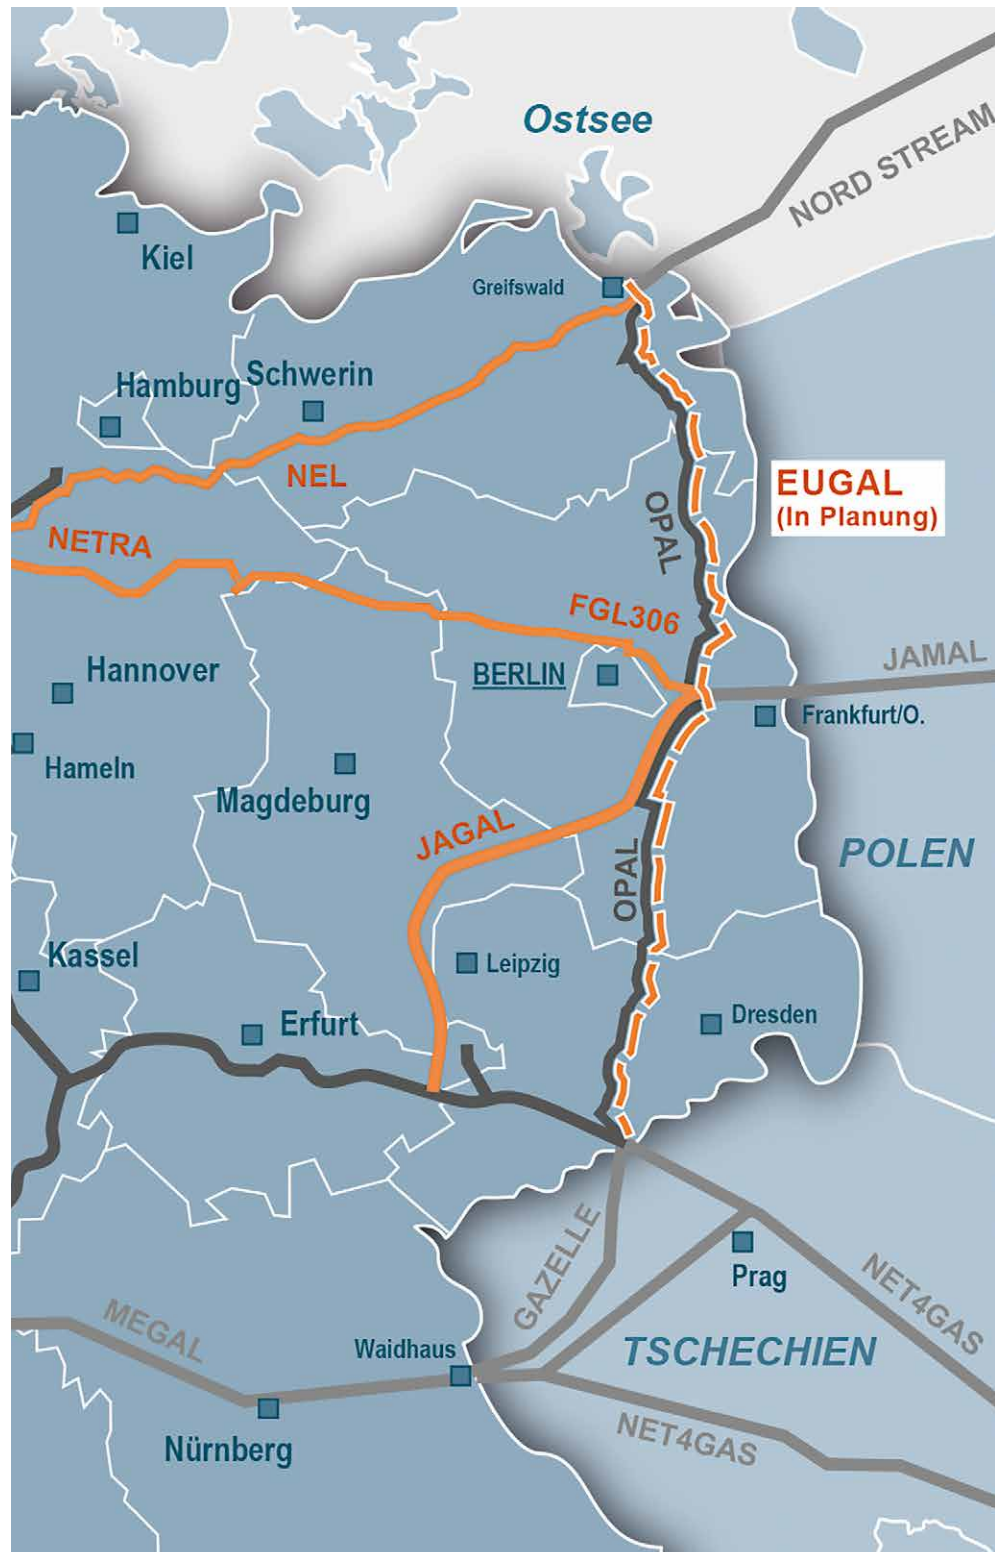 Ostsee
NORD STREAM
Kiel
Greifswald
Hamburg
Schwerin
NEL
EUGAL
(In Planung)
OPAL
NETRA
FGL306
JAMAL
Hannover
BERLIN
Frankfurt/O.
Hameln
Magdeburg
JAGAL
POLEN
OPAL
Kassel
Leipzig
Erfurt
Dresden
GAZELLE
Prag
NET4GAS
MEGAL
Waidhaus
TSCHECHIEN
NET4GAS
Nürnberg